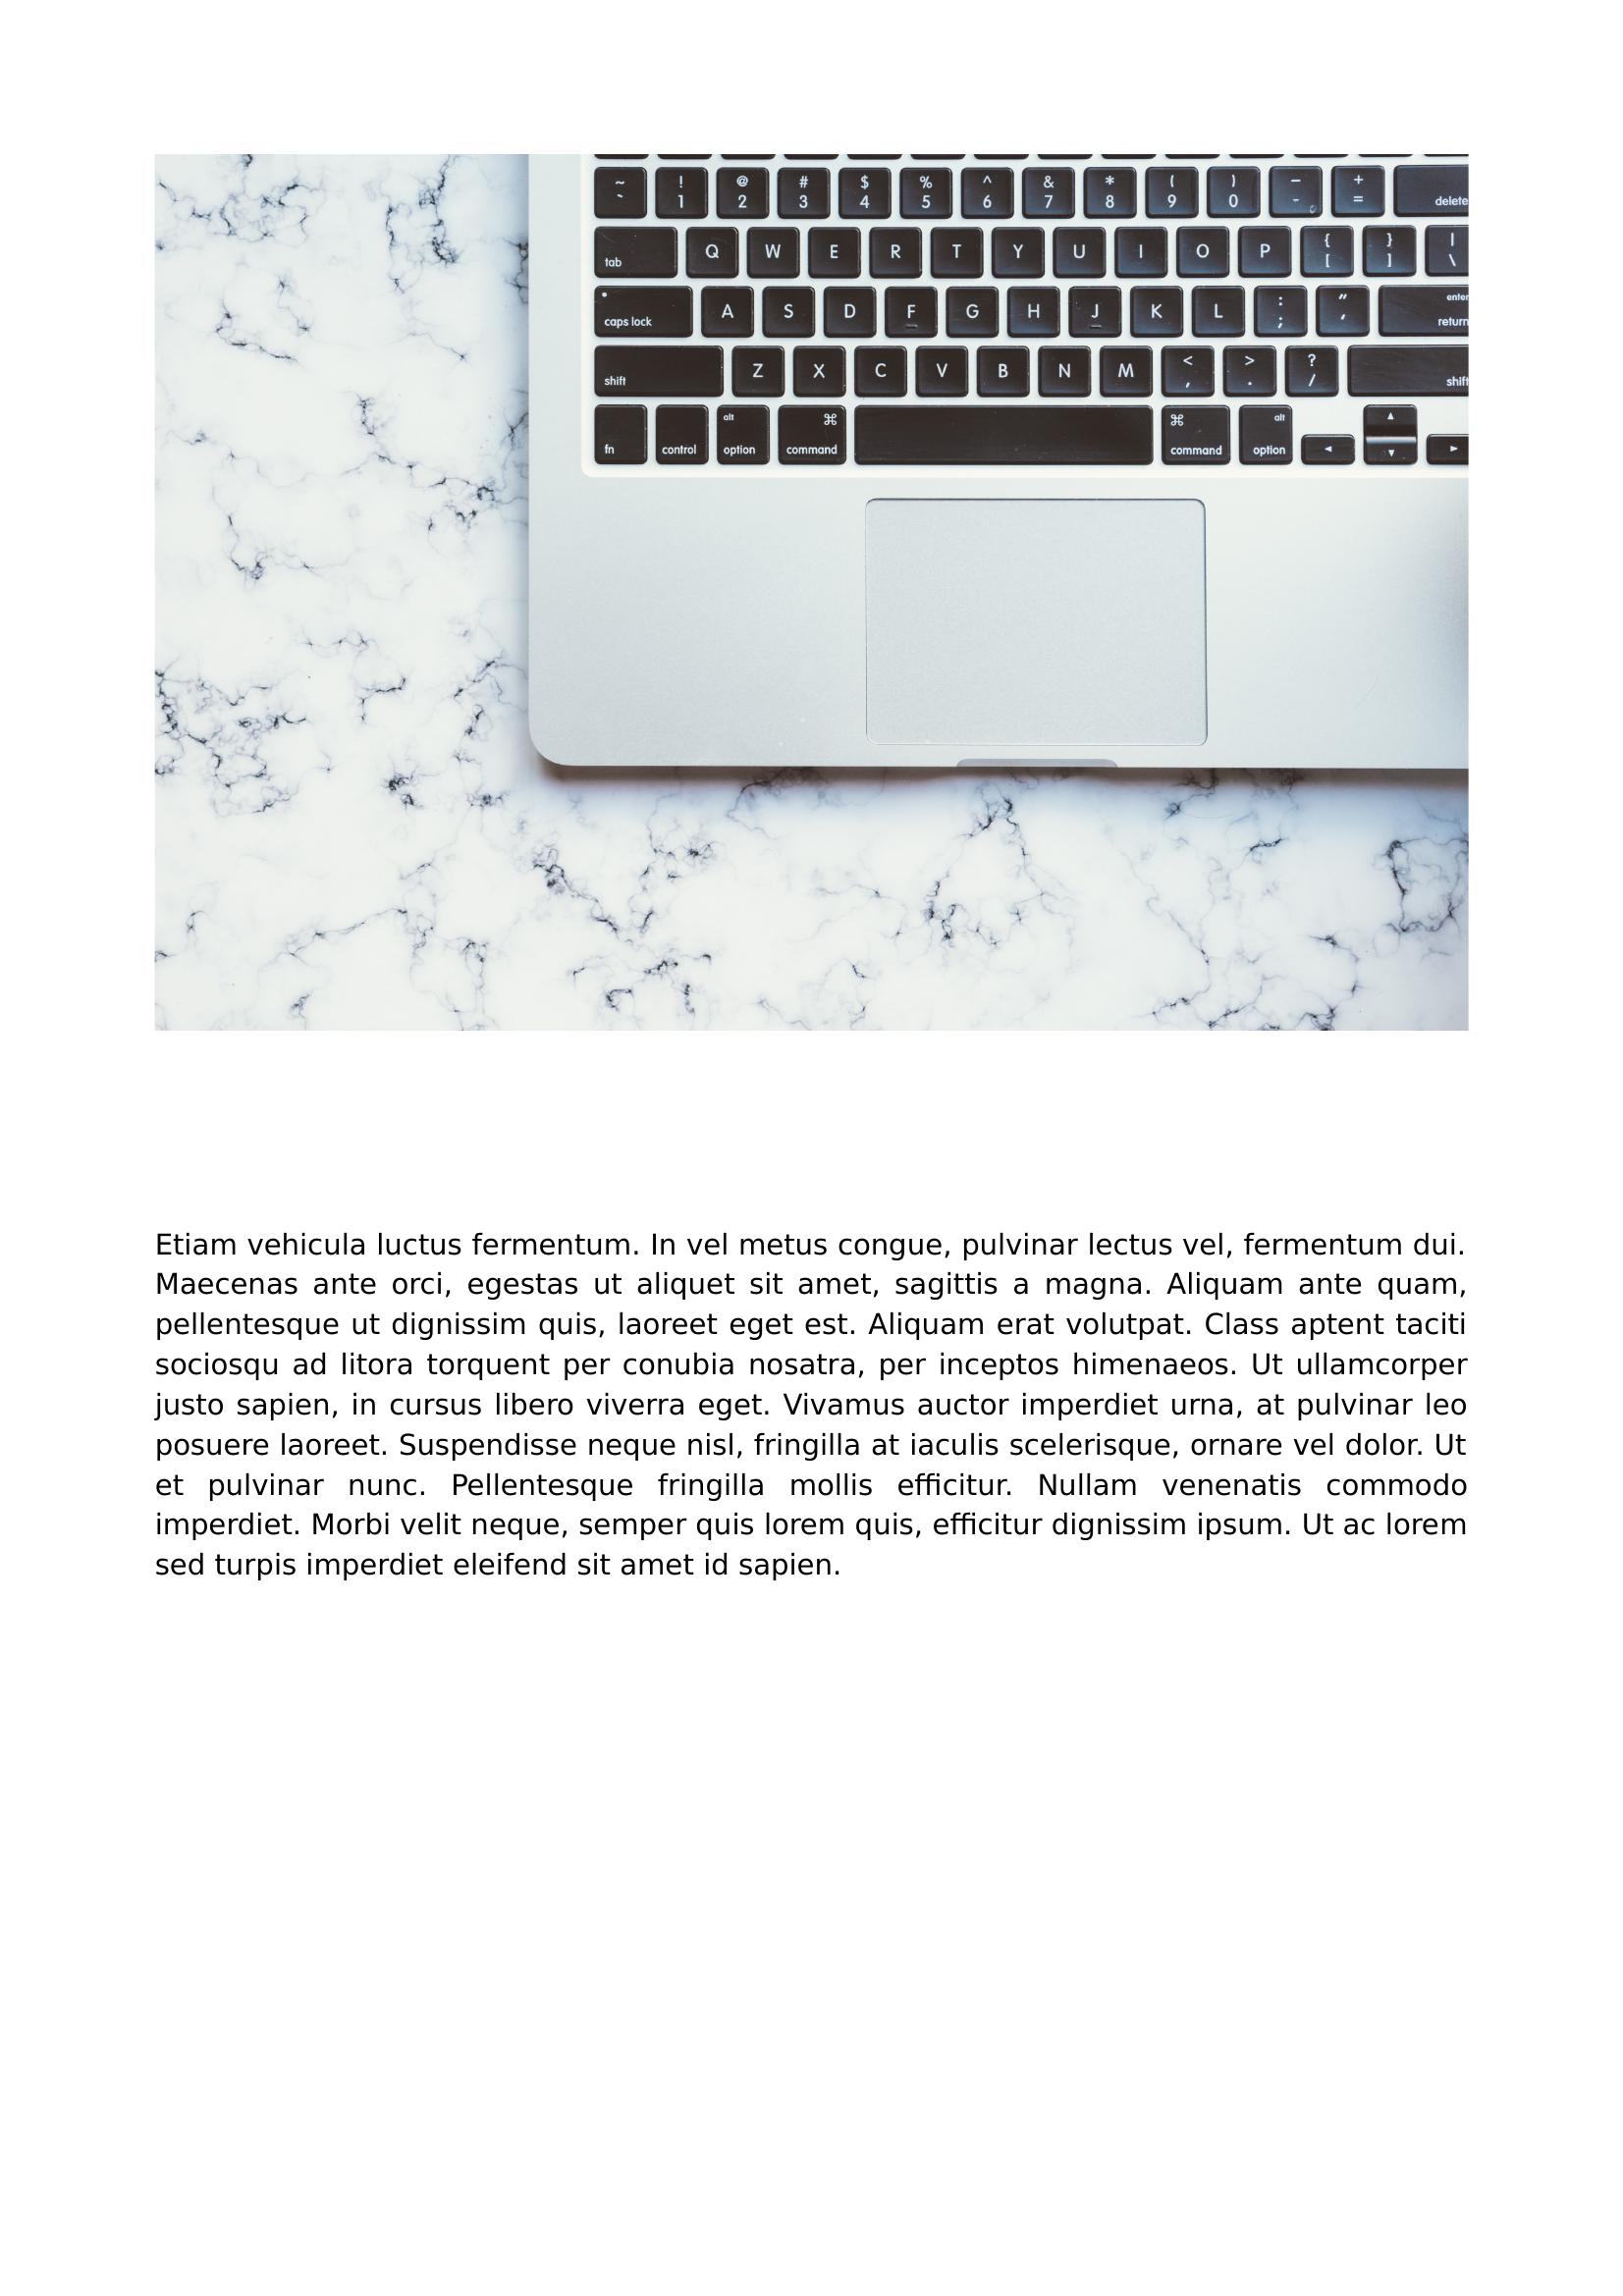 ~ ! @ # $ % ^ & * ( ) — +
` 1 2 3 4 5 6 7 8 9 0 - = delete
tab Q W E R T Y U I O P { [ } ] | \
caps lock A S D F G H J K L : ; " ' enter return
shift Z X C V B N M < , > . ? / shift
fn control alt option ⌘ command ⌘ command alt option ◄ ▲ ▼ ►
Etiam vehicula luctus fermentum. In vel metus congue, pulvinar lectus vel, fermentum dui.
Maecenas ante orci, egestas ut aliquet sit amet, sagittis a magna. Aliquam ante quam,
pellentesque ut dignissim quis, laoreet eget est. Aliquam erat volutpat. Class aptent taciti
sociosqu ad litora torquent per conubia nosatra, per inceptos himenaeos. Ut ullamcorper
justo sapien, in cursus libero viverra eget. Vivamus auctor imperdiet urna, at pulvinar leo
posuere laoreet. Suspendisse neque nisl, fringilla at iaculis scelerisque, ornare vel dolor. Ut
et pulvinar nunc. Pellentesque fringilla mollis efficitur. Nullam venenatis commodo
imperdiet. Morbi velit neque, semper quis lorem quis, efficitur dignissim ipsum. Ut ac lorem
sed turpis imperdiet eleifend sit amet id sapien.